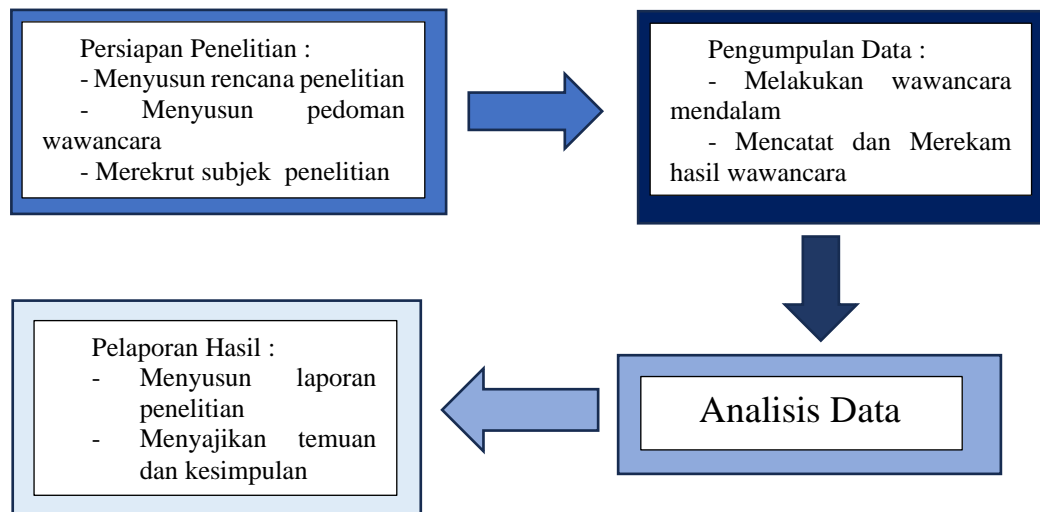 Persiapan Penelitian :
- Menyusun rencana penelitian
- Menyusun pedoman
wawancara
- Merekrut subjek penelitian
Pengumpulan Data :
- Melakukan wawancara
mendalam
- Mencatat dan Merekam
hasil wawancara
Analisis Data
Pelaporan Hasil :
- Menyusun laporan
penelitian
- Menyajikan temuan
dan kesimpulan